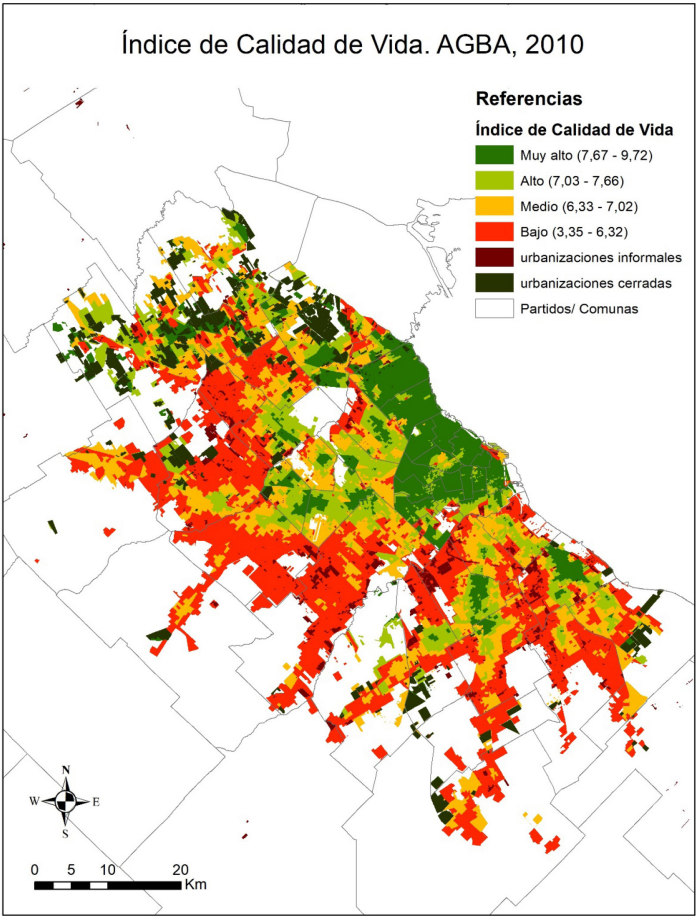 Índice de Calidad de Vida. AGBA, 2010
Referencias
Índice de Calidad de Vida
Muy alto (7,67 - 9,72)
Alto (7,03 - 7,66)
Medio (6,33 - 7,02)
Bajo (3,35 - 6,32)
urbanizaciones informales
urbanizaciones cerradas
Partidos/ Comunas
N
W E
S
0 5 10 20
Km